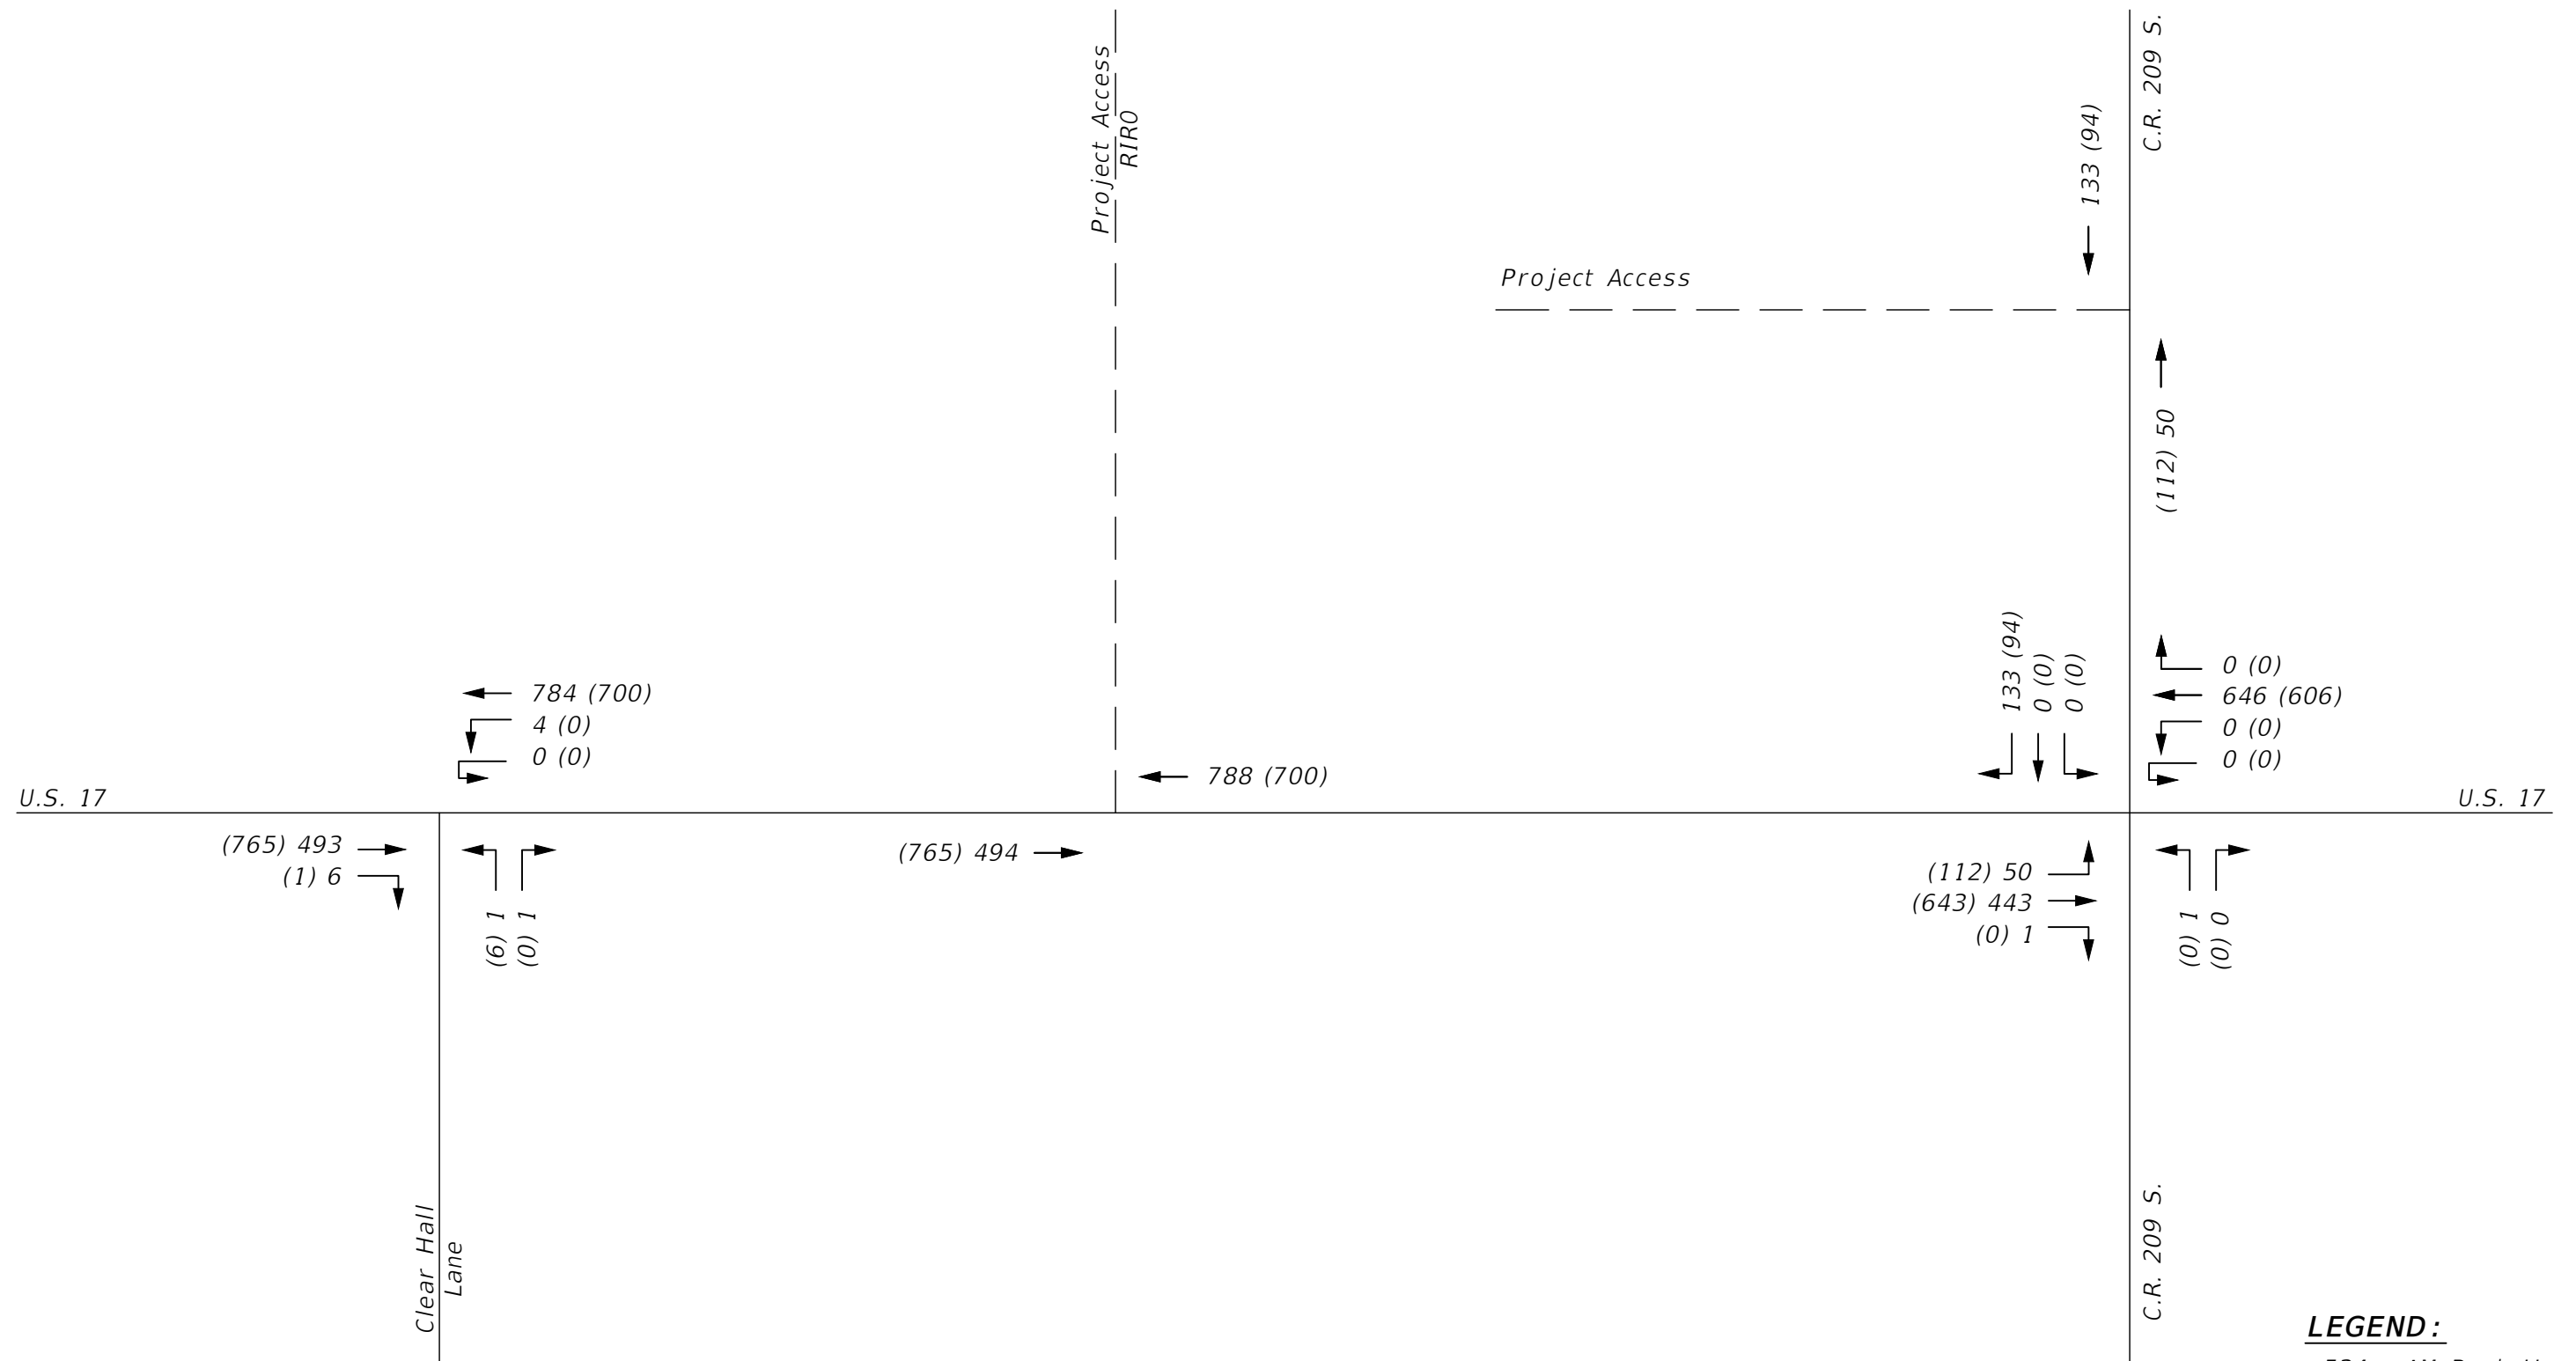 C.R. 209 S.
Project Access
RIRO
133 (94)
Project Access
(112) 50
133 (94)
0 (0)
0 (0)
0 (0)
646 (606)
0 (0)
0 (0)
784 (700)
4 (0)
0 (0)
788 (700)
U.S. 17
U.S. 17
(765) 493
(1) 6
(6) 1
(0) 1
(765) 494
(112) 50
(643) 443
(0) 1
(0) 1
(0) 0
Clear Hall
Lane
C.R. 209 S.
LEGEND: